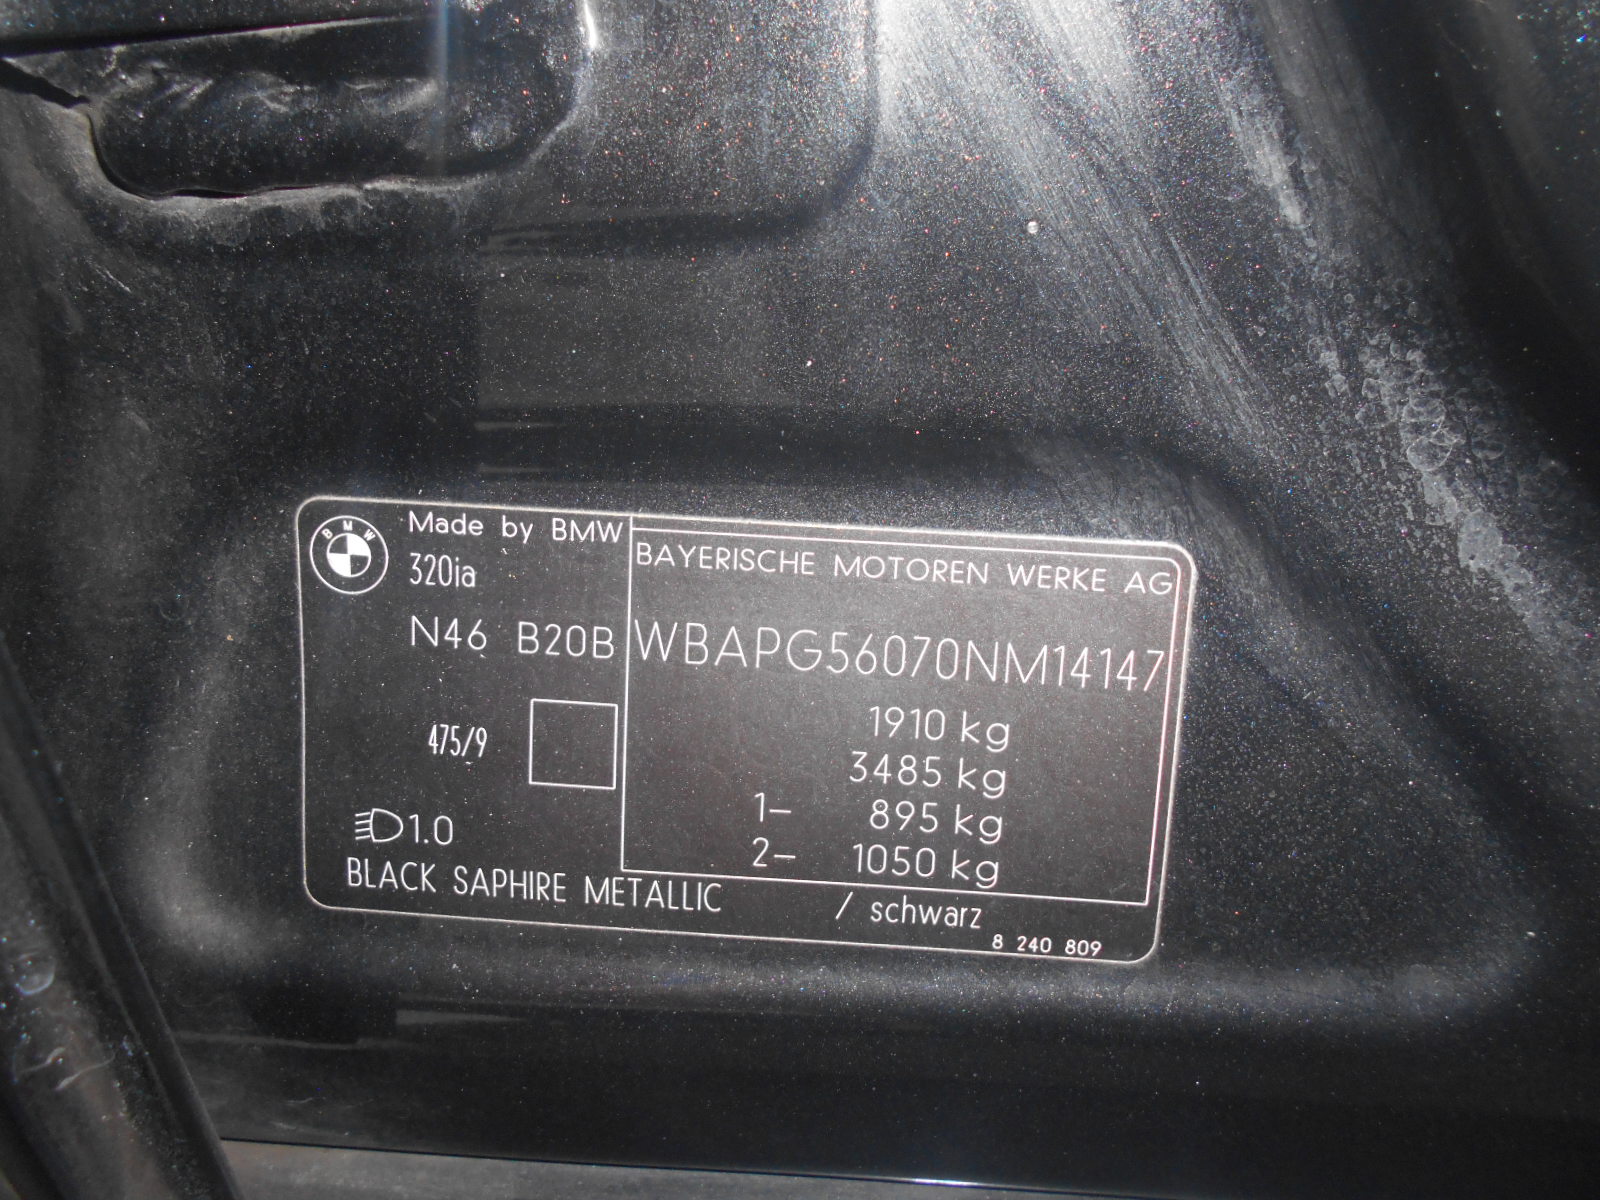 BMW
Made by BMW
320ia
N46 B20B
475/9
1.0
BAYERISCHE MOTOREN WERKE AG
WBAPG56070NM14147
1910 kg
3485 kg
1- 895 kg
2- 1050 kg
BLACK SAPHIRE METALLIC / schwarz
8 240 809